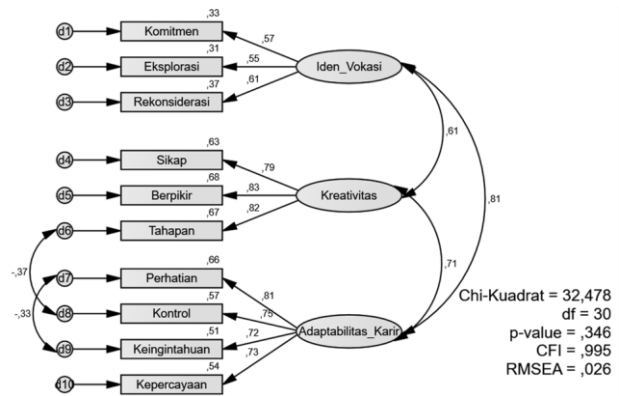 ,33
d1 Komitmen ,57
,31
d2 Eksplorasi ,55 Iden_Vokasi
,37
d3 Rekonsiderasi ,61
,61
,63
d4 Sikap ,79
,68
d5 Berpikir ,83 Kreativitas
,67
d6 Tahapan ,82
,81
,71
-,37
-,33
,66
d7 Perhatian ,81
,57
d8 Kontrol ,75
,51
d9 Keingintahuan ,72 Adaptabilitas_Karir
,54
d10 Kepercayaan ,73
Chi-Kuadrat = 32,478
df = 30
p-value = ,346
CFI = ,995
RMSEA = ,026